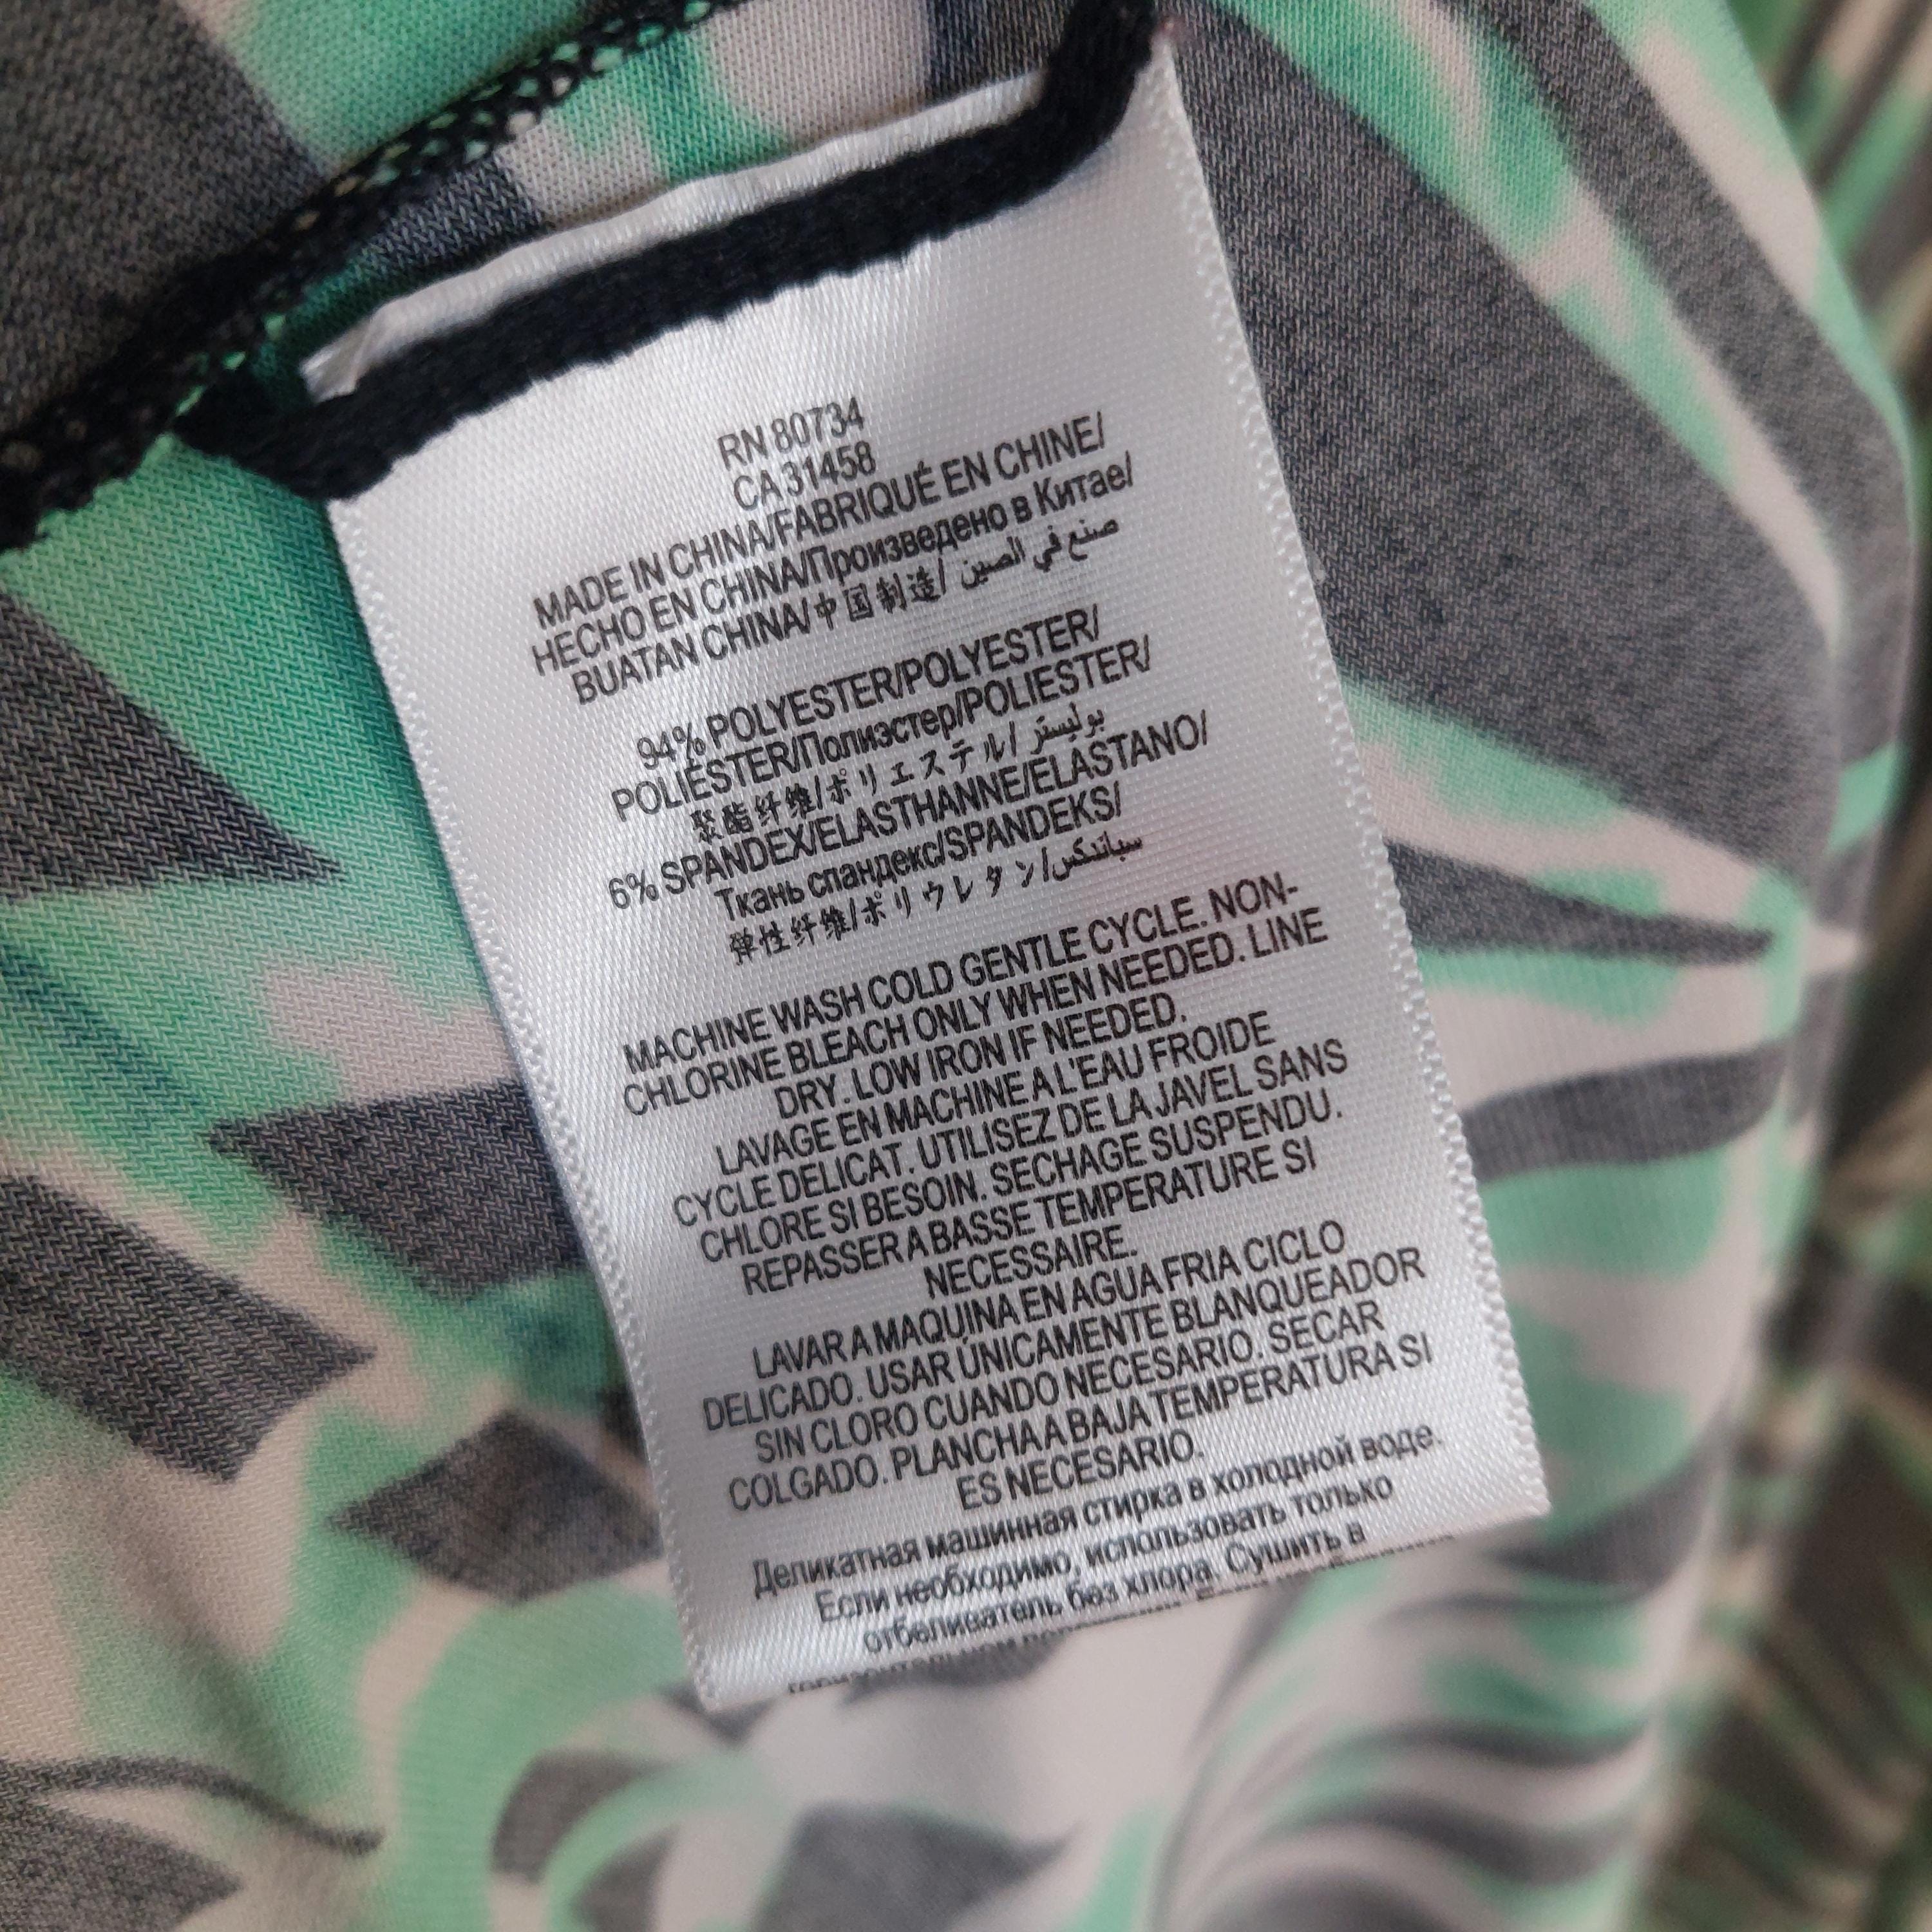 RN 80734
CA 31458
MADE IN CHINA/FABRIQUÉ EN CHINE/
HECHO EN CHINA/Произведено в Китае/
BUATAN CHINA/中国制造/ صنع في الصين
94% POLYESTER/POLYESTER/
POLIÉSTER/Полиэстер/POLIESTER/
聚酯纤维/ポリエステル/ بوليستر
6% SPANDEX/ELASTHANNE/ELASTANO/
Ткань спандекс/SPANDEKS/
弹性纤维/ポリウレタン/سباندكس
MACHINE WASH COLD GENTLE CYCLE. NON-
CHLORINE BLEACH ONLY WHEN NEEDED. LINE
DRY. LOW IRON IF NEEDED.
LAVAGE EN MACHINE A L'EAU FROIDE
CYCLE DELICAT. UTILISEZ DE LA JAVEL SANS
CHLORE SI BESOIN. SECHAGE SUSPENDU.
REPASSER A BASSE TEMPERATURE SI
NECESSAIRE.
LAVAR A MAQUINA EN AGUA FRIA CICLO
DELICADO. USAR ÚNICAMENTE BLANQUEADOR
SIN CLORO CUANDO NECESARIO. SECAR
COLGADO. PLANCHA A BAJA TEMPERATURA SI
ES NECESARIO.
Деликатная машинная стирка в холодной воде.
Если необходимо, использовать только
отбеливатель без хлора. Сушить в